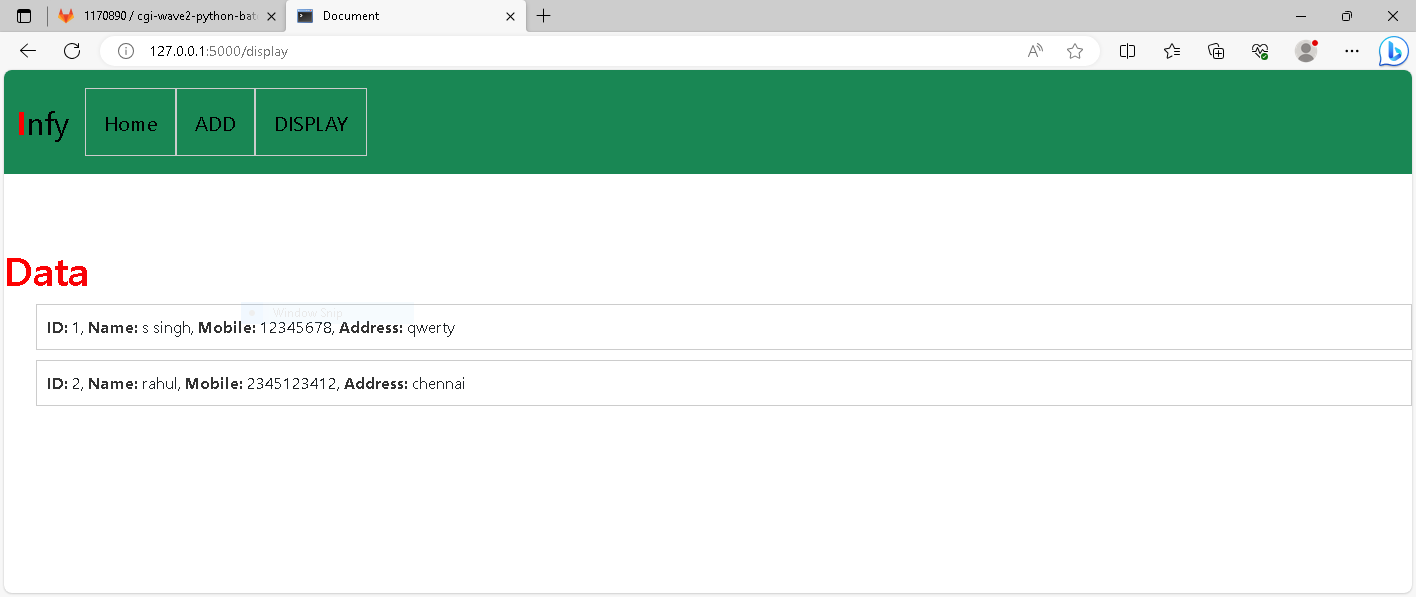 1170890 / cgi-wave2-python-bat
Document
127.0.0.1:5000/display
Infy
Home
ADD
DISPLAY
Data
Window Snip
ID: 1, Name: s singh, Mobile: 12345678, Address: qwerty
ID: 2, Name: rahul, Mobile: 2345123412, Address: chennai